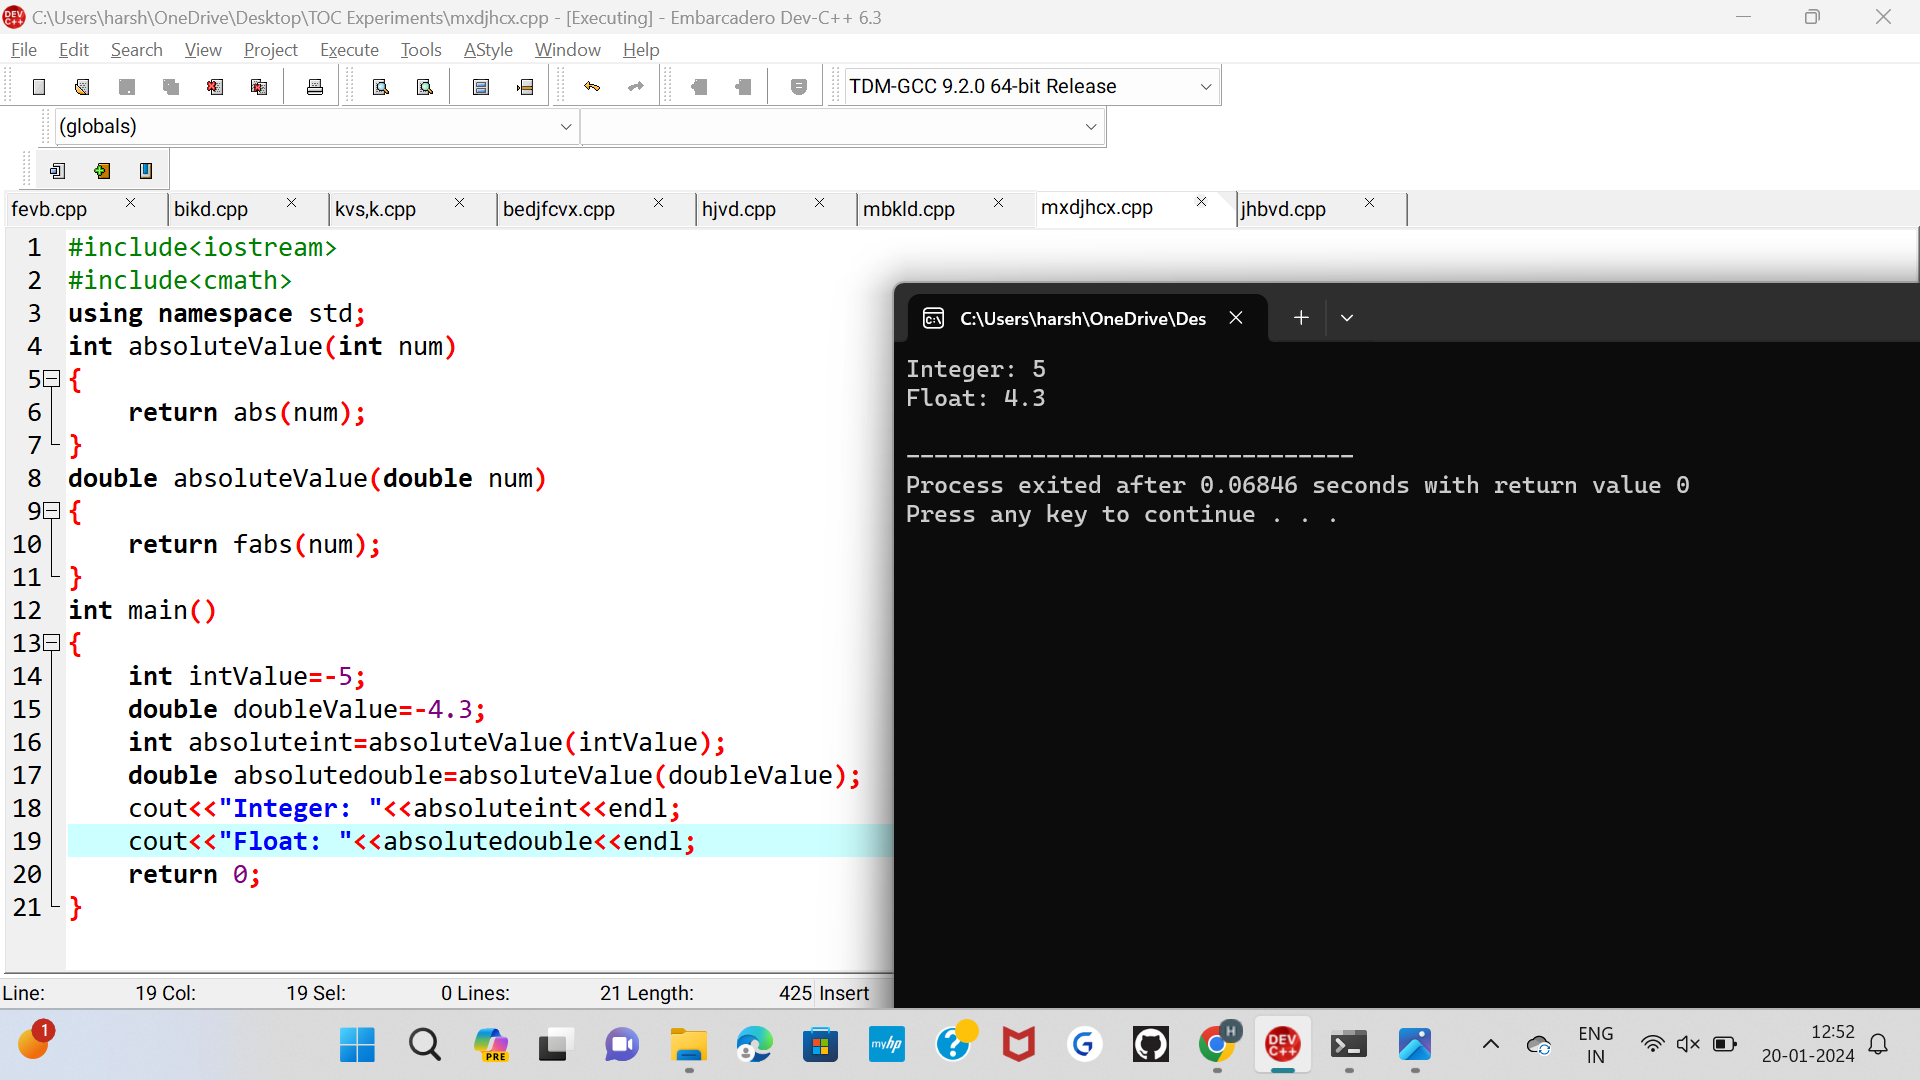 C:\Users\harsh\OneDrive\Desktop\TOC Experiments\mxdjhcx.cpp - [Executing] - Embarcadero Dev-C++ 6.3
File Edit Search View Project Execute Tools AStyle Window Help
TDM-GCC 9.2.0 64-bit Release
(globals)
fevb.cpp bikd.cpp kvs,k.cpp bedjfcvx.cpp hjvd.cpp mbkld.cpp mxdjhcx.cpp jhbvd.cpp
1 #include<iostream>
2 #include<cmath>
3 using namespace std;
4 int absoluteValue(int num)
5 {
6     return abs(num);
7 }
8 double absoluteValue(double num)
9 {
10     return fabs(num);
11 }
12 int main()
13 {
14     int intValue=-5;
15     double doubleValue=-4.3;
16     int absoluteint=absoluteValue(intValue);
17     double absolutedouble=absoluteValue(doubleValue);
18     cout<<"Integer: "<<absoluteint<<endl;
19     cout<<"Float: "<<absolutedouble<<endl;
20     return 0;
21 }
C:\Users\harsh\OneDrive\Des
Integer: 5
Float: 4.3
--------------------------------
Process exited after 0.06846 seconds with return value 0
Press any key to continue . . .
Line: 19 Col: 19 Sel: 0 Lines: 21 Length: 425 Insert
1
PRE
myhp
?
G
H
DEV C++
ENG
IN
12:52
20-01-2024